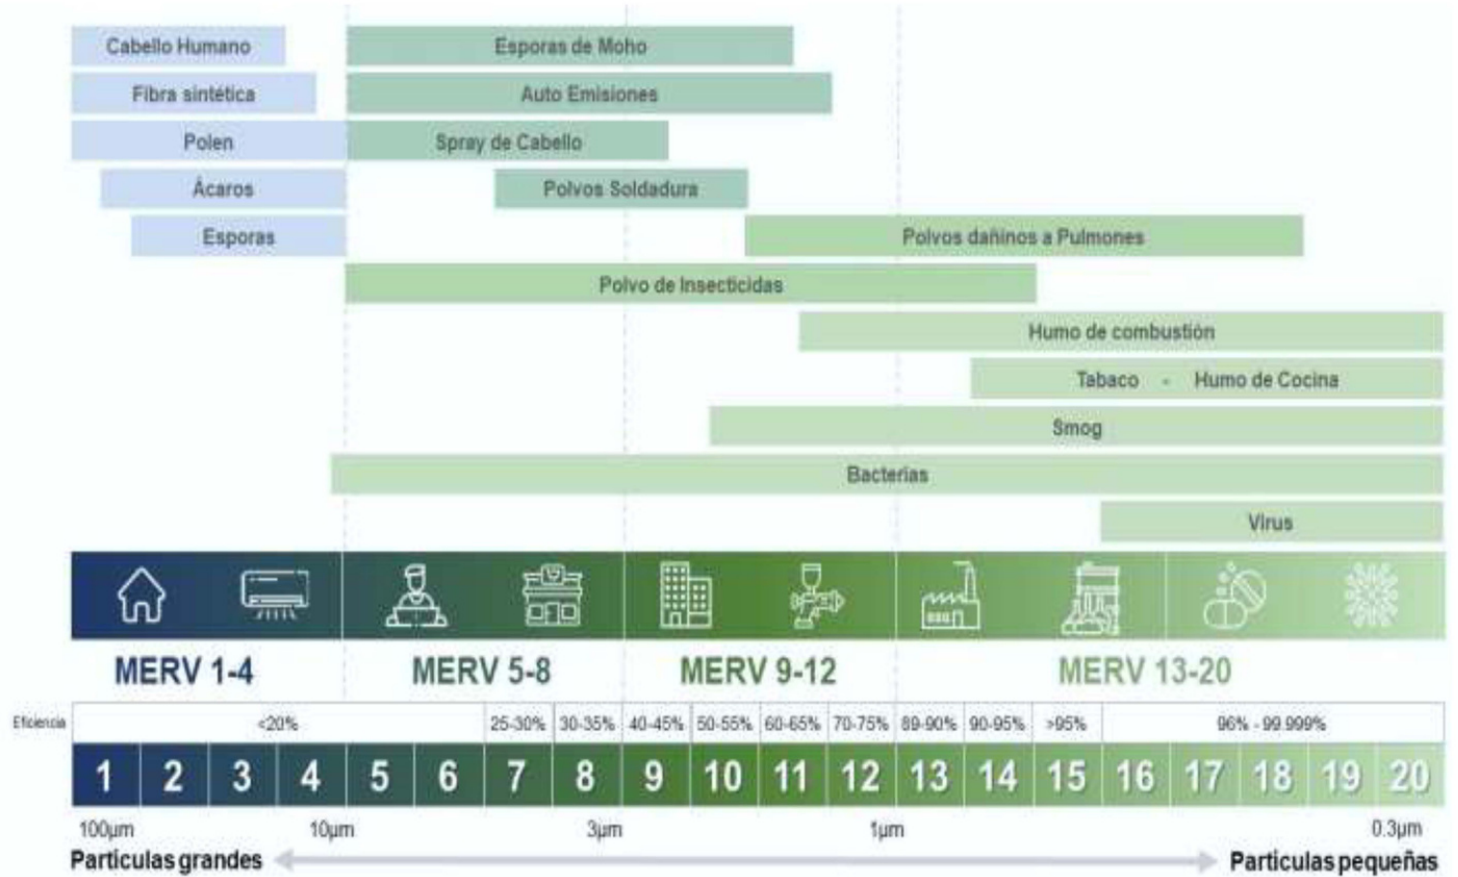 Cabello Humano
Esporas de Moho
Fibra sintética
Auto Emisiones
Polen
Spray de Cabello
Ácaros
Polvos Soldadura
Esporas
Polvos dañinos a Pulmones
Polvo de Insecticidas
Humo de combustión
Tabaco - Humo de Cocina
Smog
Bacterias
Virus
MERV 1-4
MERV 5-8
MERV 9-12
MERV 13-20
Eficiencia
<20%
25-30%
30-35%
40-45%
50-55%
60-65%
70-75%
89-90%
90-95%
>95%
96% - 99.999%
1 2 3 4 5 6 7 8 9 10 11 12 13 14 15 16 17 18 19 20
100µm
10µm
3µm
1µm
0.3µm
Particulas grandes
Particulas pequeñas